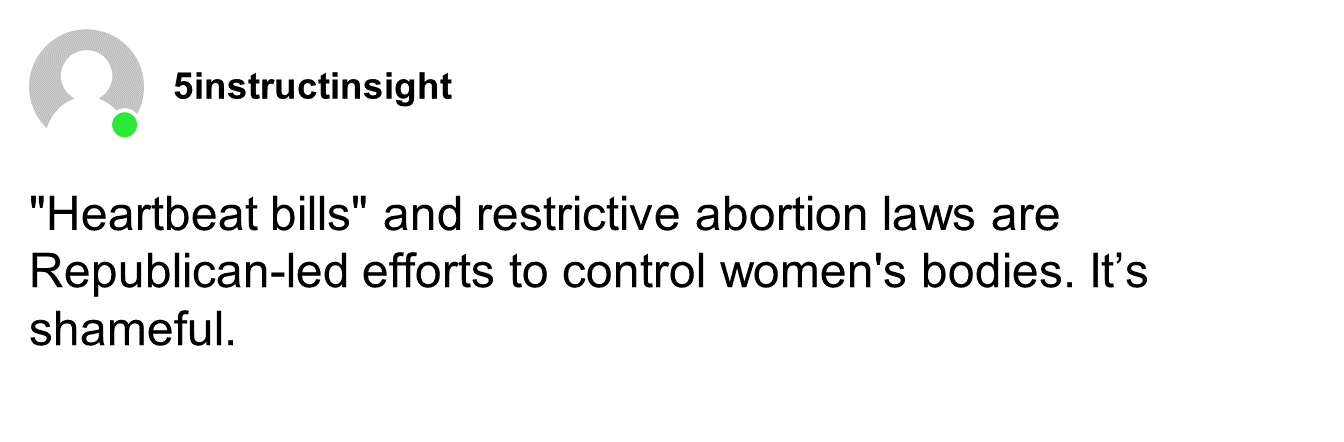 5instructinsight
"Heartbeat bills" and restrictive abortion laws are
Republican-led efforts to control women's bodies. It’s
shameful.